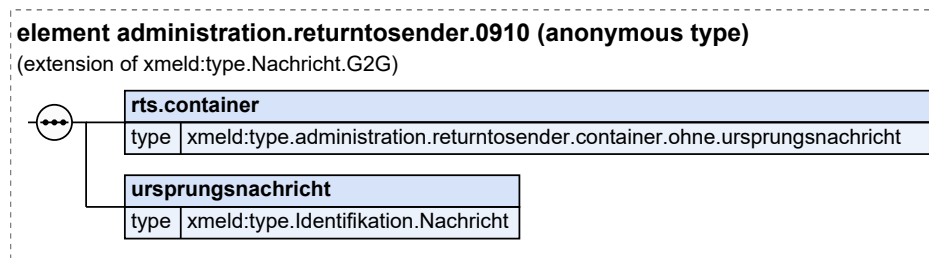 element administration.returntosender.0910 (anonymous type)
(extension of xmeld:type.Nachricht.G2G)
rts.container
type xmeld:type.administration.returntosender.container.ohne.ursprungsnachricht
ursprungsnachricht
type xmeld:type.Identifikation.Nachricht